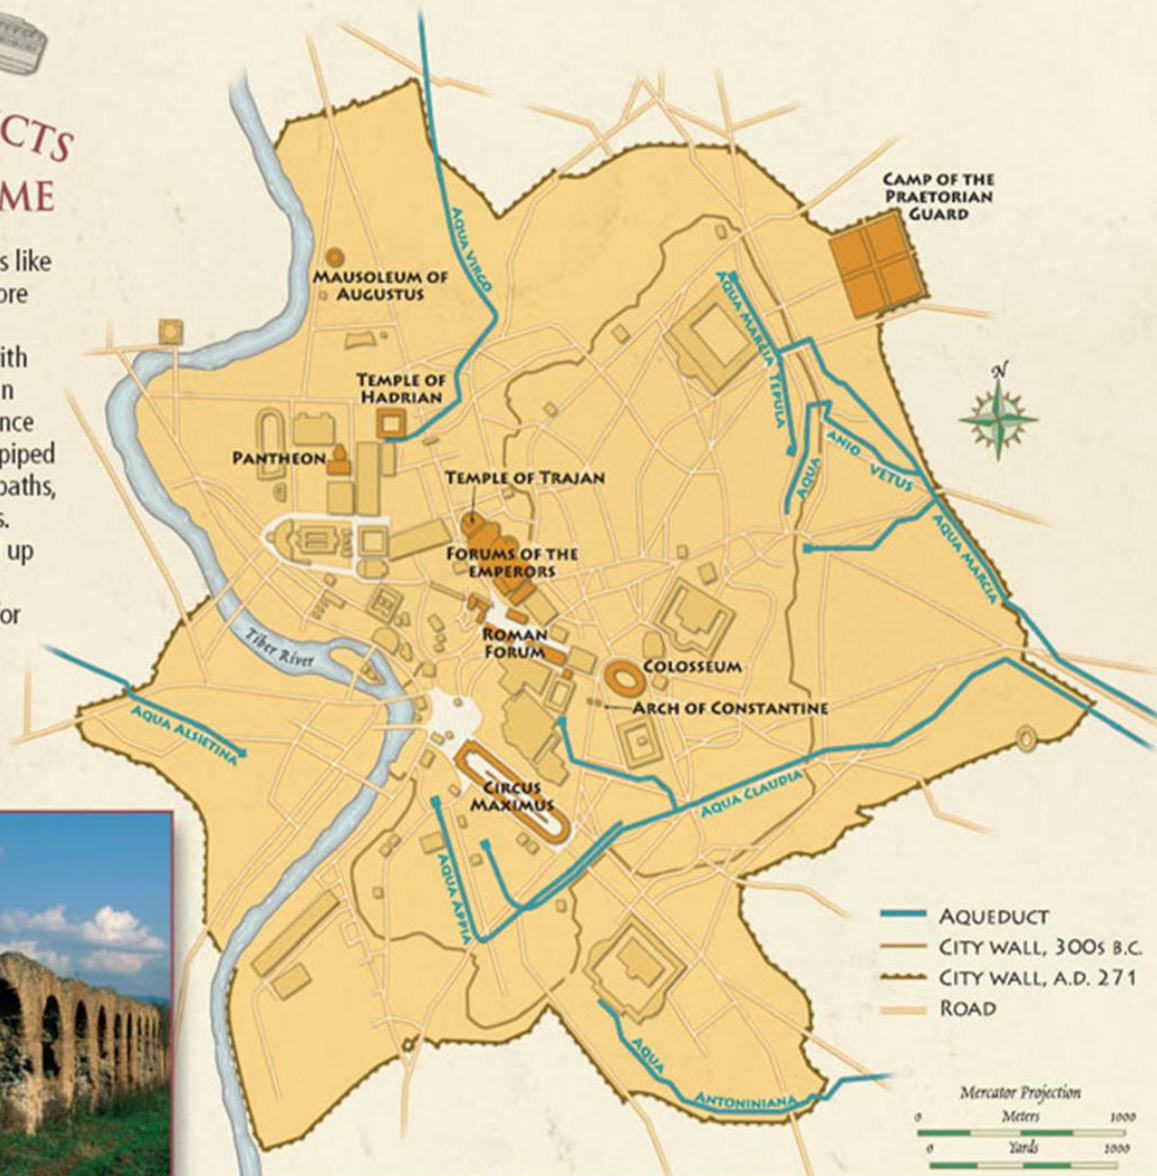 CTS
ME
s like
ore
ith
n
nce
piped
baths,
s.
up
or
CAMP OF THE
PRAETORIAN
GUARD
AQUA VIRGO
MAUSOLEUM OF
AUGUSTUS
AQUA MARCIA TEPULA
N
TEMPLE OF
HADRIAN
PANTHEON
ANIO VETUS
AQUA
TEMPLE OF TRAJAN
FORUMS OF THE
EMPERORS
AQUA MARCIA
ROMAN
FORUM
Tiber River
COLOSSEUM
ARCH OF CONSTANTINE
AQUA ALSIETINA
CIRCUS
MAXIMUS
AQUA CLAUDIA
AQUA APPIA
AQUEDUCT
CITY WALL, 300s B.C.
CITY WALL, A.D. 271
ROAD
AQUA
ANTONINIANA
Mercator Projection
0 Meters 1000
0 Yards 1000